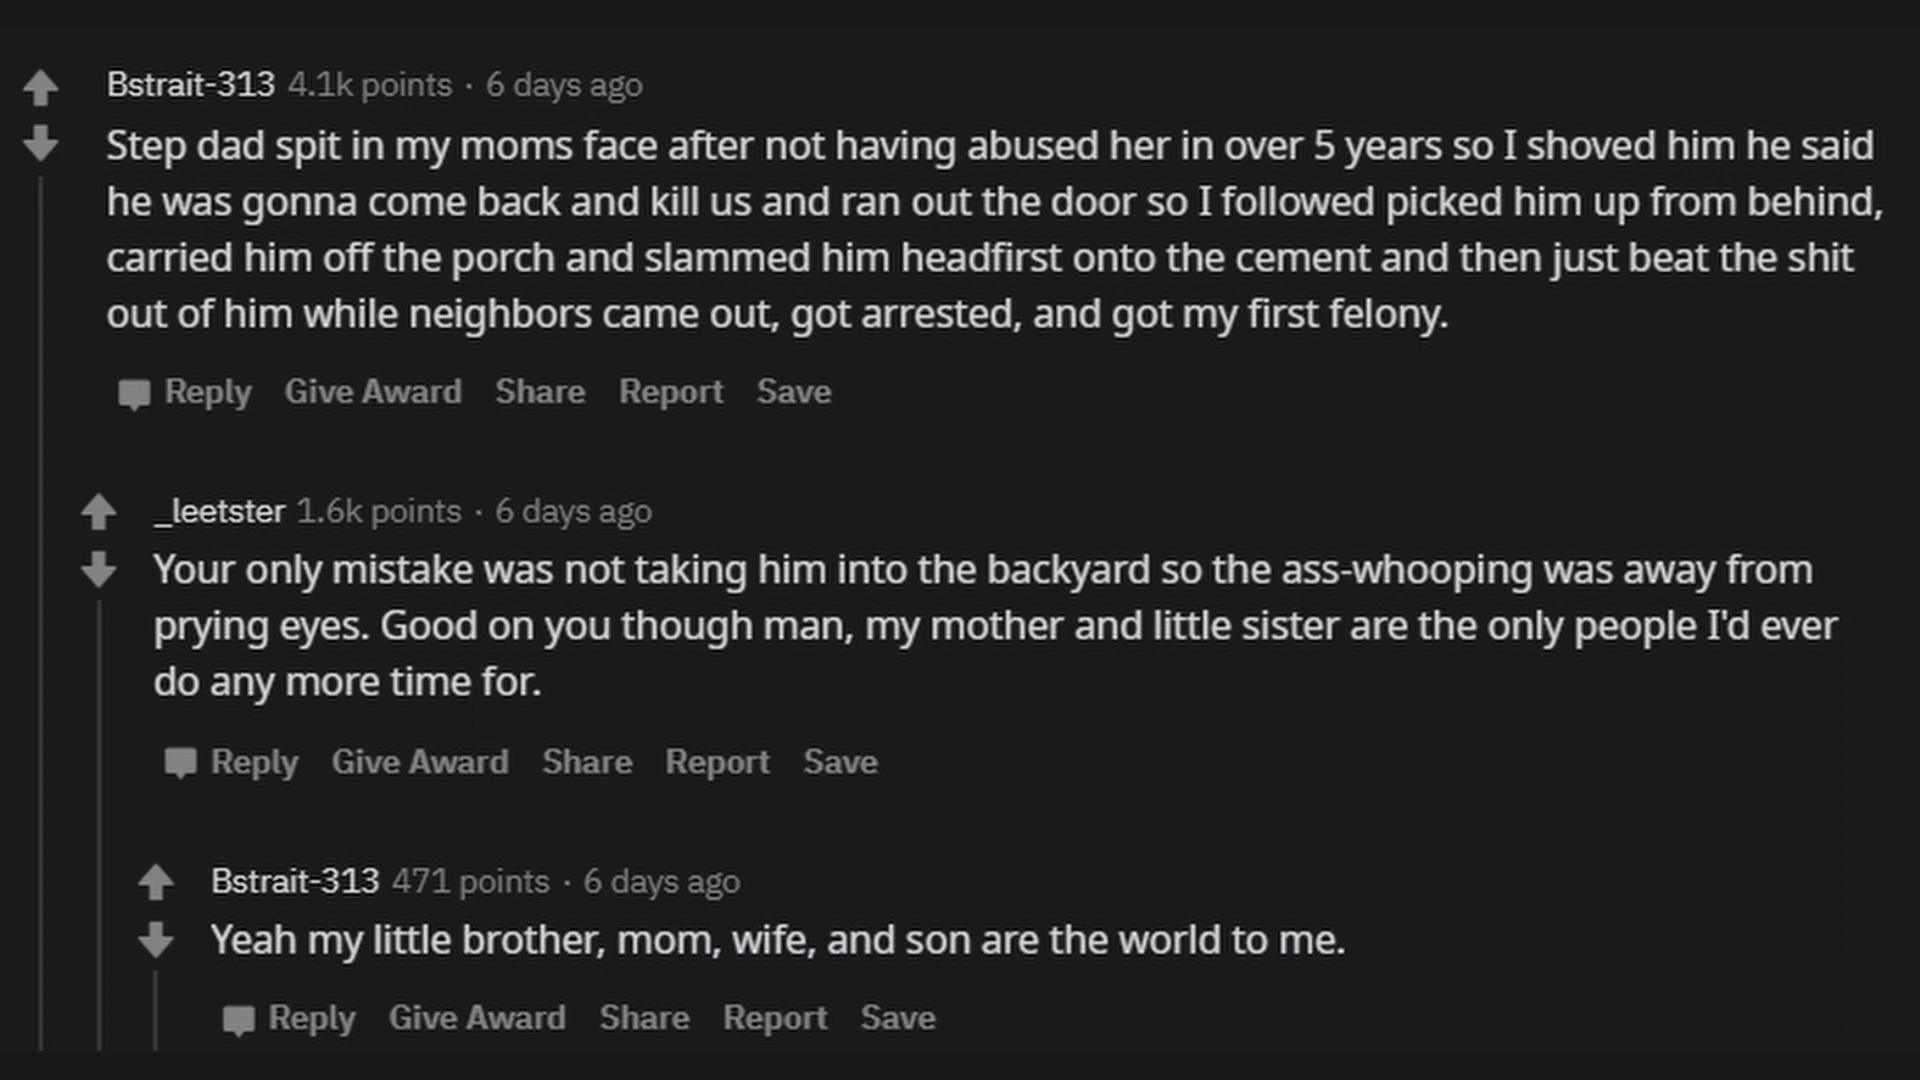 Bstrait-313 4.1k points · 6 days ago
Step dad spit in my moms face after not having abused her in over 5 years so I shoved him he said
he was gonna come back and kill us and ran out the door so I followed picked him up from behind,
carried him off the porch and slammed him headfirst onto the cement and then just beat the shit
out of him while neighbors came out, got arrested, and got my first felony.
Reply Give Award Share Report Save
_leetster 1.6k points · 6 days ago
Your only mistake was not taking him into the backyard so the ass-whooping was away from
prying eyes. Good on you though man, my mother and little sister are the only people I'd ever
do any more time for.
Reply Give Award Share Report Save
Bstrait-313 471 points · 6 days ago
Yeah my little brother, mom, wife, and son are the world to me.
Reply Give Award Share Report Save